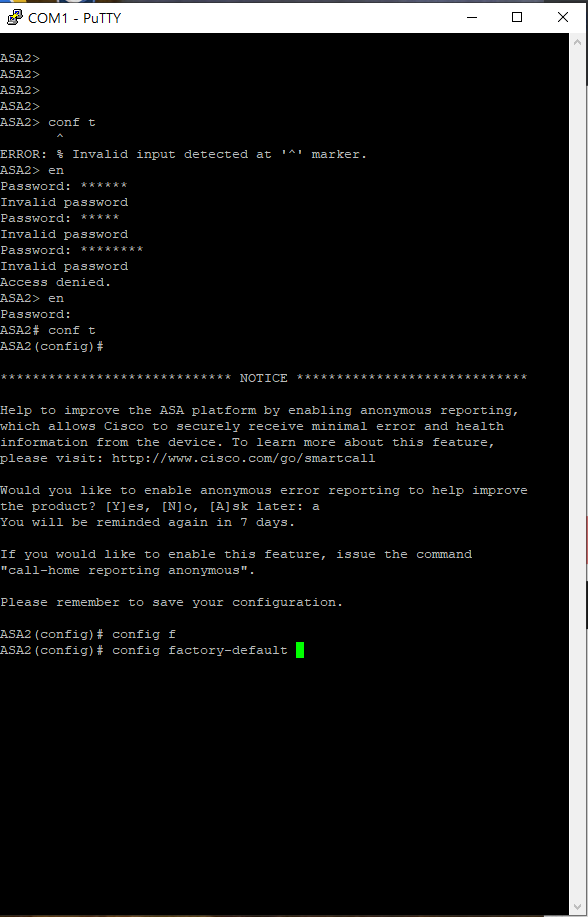 COM1 - PuTTY
ASA2>
ASA2>
ASA2>
ASA2>
ASA2> conf t
^
ERROR: % Invalid input detected at '^' marker.
ASA2> en
Password: ******
Invalid password
Password: *****
Invalid password
Password: ********
Invalid password
Access denied.
ASA2> en
Password:
ASA2# conf t
ASA2(config)#
***************************** NOTICE *****************************
Help to improve the ASA platform by enabling anonymous reporting,
which allows Cisco to securely receive minimal error and health
information from the device. To learn more about this feature,
please visit: http://www.cisco.com/go/smartcall
Would you like to enable anonymous error reporting to help improve
the product? [Y]es, [N]o, [A]sk later: a
You will be reminded again in 7 days.
If you would like to enable this feature, issue the command
"call-home reporting anonymous".
Please remember to save your configuration.
ASA2(config)# config f
ASA2(config)# config factory-default